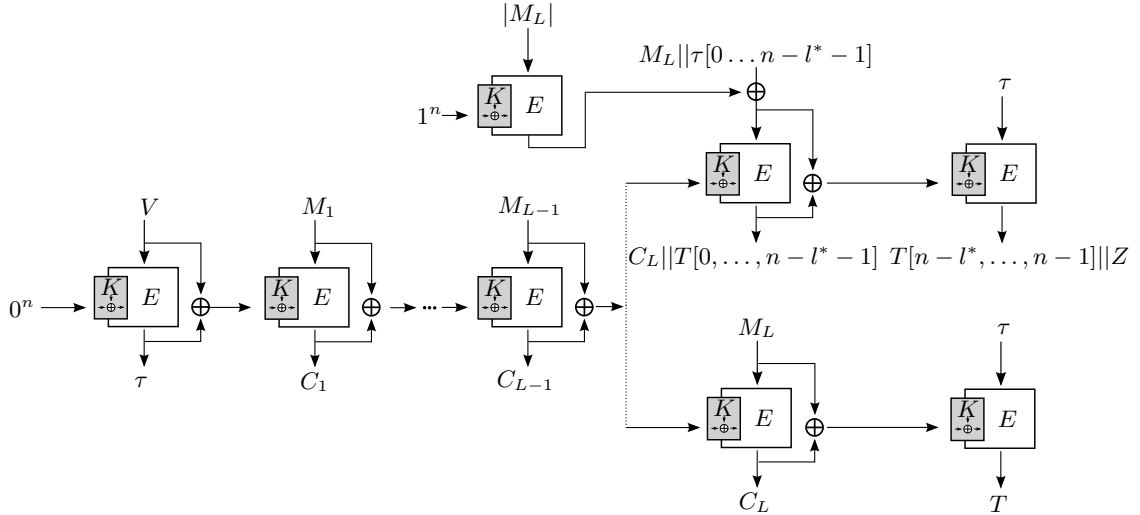 |M_L|
M_L||τ[0 … n − l* − 1]
τ
1^n
K E
K E
K E
V
M_1
M_{L−1}
C_L||T[0, …, n − l* − 1]
T[n − l*, …, n − 1]||Z
0^n
K E
K E
...
K E
τ
C_1
C_{L−1}
M_L
τ
K E
K E
C_L
T